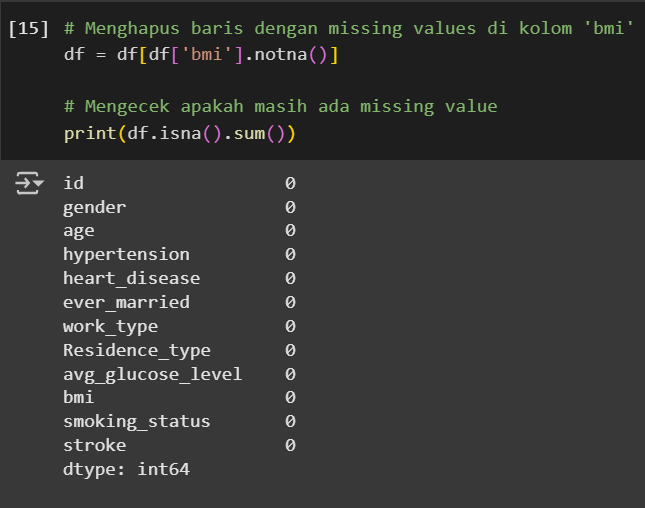 [15] # Menghapus baris dengan missing values di kolom 'bmi'
df = df[df['bmi'].notna()]
# Mengecek apakah masih ada missing value
print(df.isna().sum())
id 0
gender 0
age 0
hypertension 0
heart_disease 0
ever_married 0
work_type 0
Residence_type 0
avg_glucose_level 0
bmi 0
smoking_status 0
stroke 0
dtype: int64